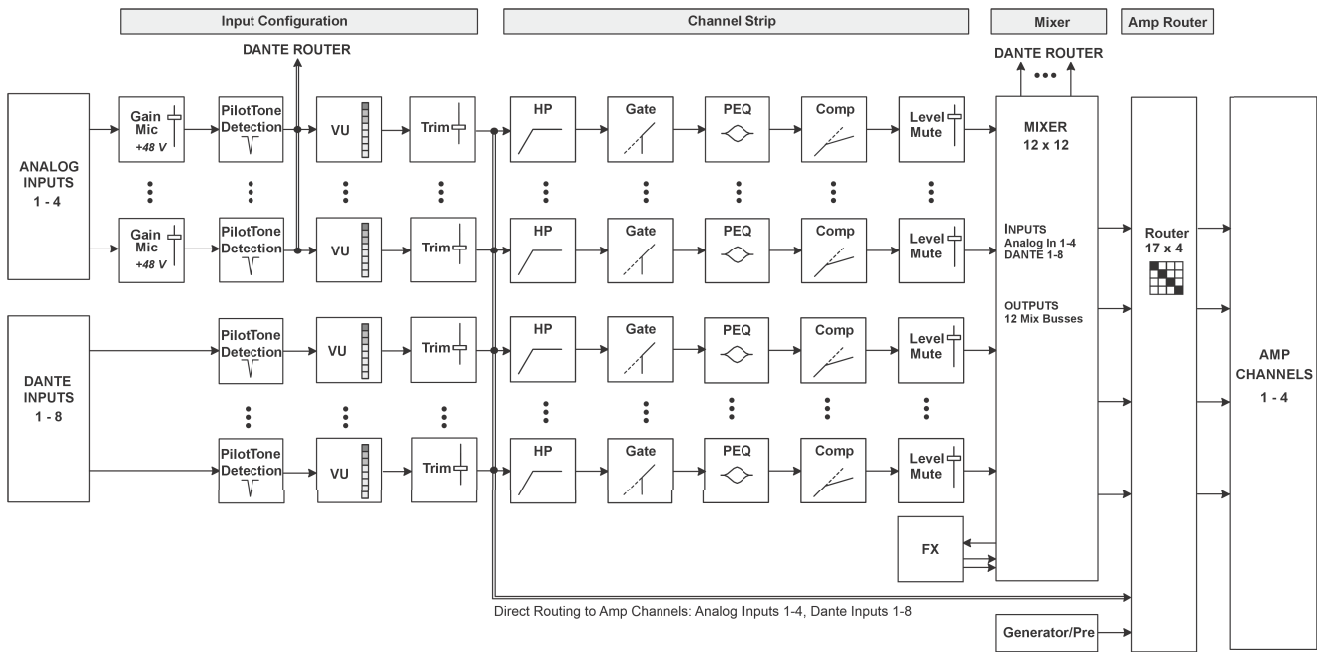 Input Configuration
Channel Strip
Mixer
Amp Router
DANTE ROUTER
DANTE ROUTER
ANALOG
INPUTS
1 - 4
Gain
Mic
+48 V
PilotTone
Detection
VU
Trim
HP
Gate
PEQ
Comp
Level
Mute
MIXER
12 x 12
Gain
Mic
+48 V
PilotTone
Detection
VU
Trim
HP
Gate
PEQ
Comp
Level
Mute
INPUTS
Analog In 1-4
DANTE 1-8
OUTPUTS
12 Mix Busses
Router
17 x 4
AMP
CHANNELS
1 - 4
DANTE
INPUTS
1 - 8
PilotTone
Detection
VU
Trim
HP
Gate
PEQ
Comp
Level
Mute
PilotTone
Detection
VU
Trim
HP
Gate
PEQ
Comp
Level
Mute
FX
Direct Routing to Amp Channels: Analog Inputs 1-4, Dante Inputs 1-8
Generator/Pre